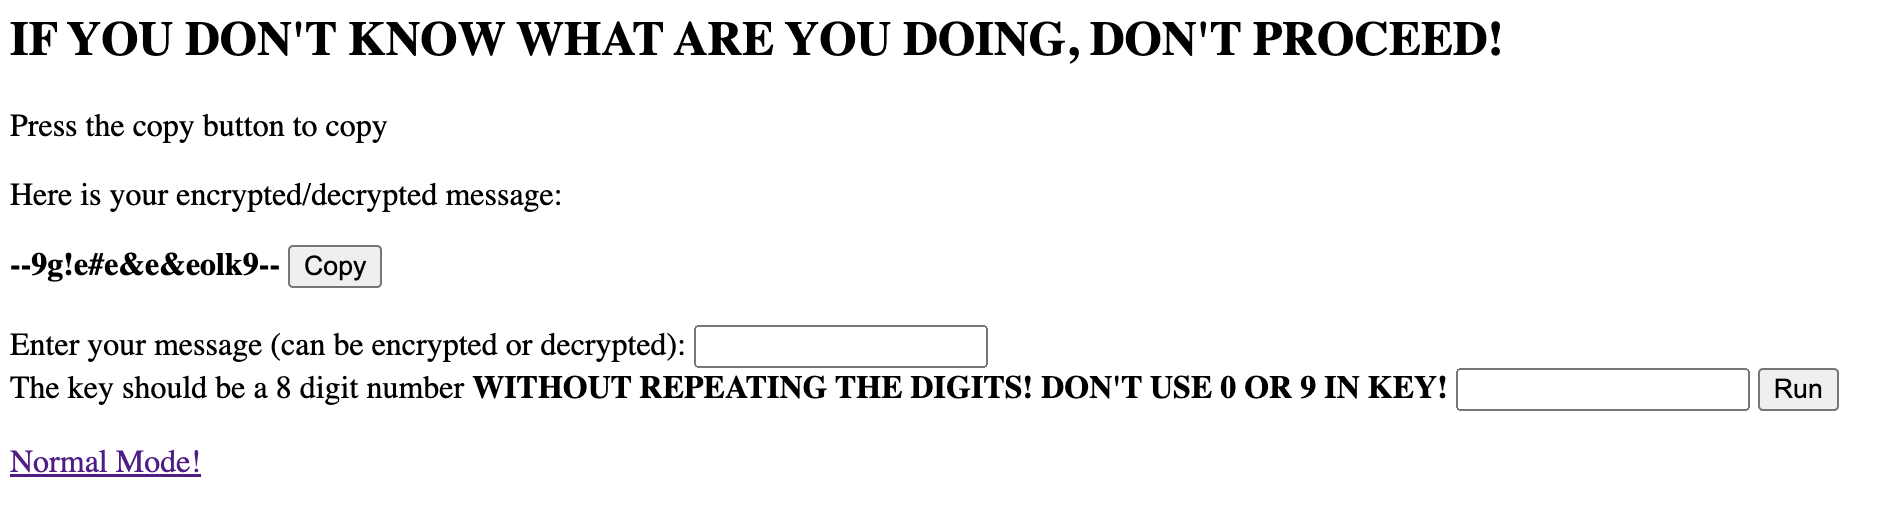 IF YOU DON'T KNOW WHAT ARE YOU DOING, DON'T PROCEED!
Press the copy button to copy
Here is your encrypted/decrypted message:
--9g!e#e&e&eolk9-- Copy
Enter your message (can be encrypted or decrypted):
The key should be a 8 digit number WITHOUT REPEATING THE DIGITS! DON'T USE 0 OR 9 IN KEY! Run
Normal Mode!